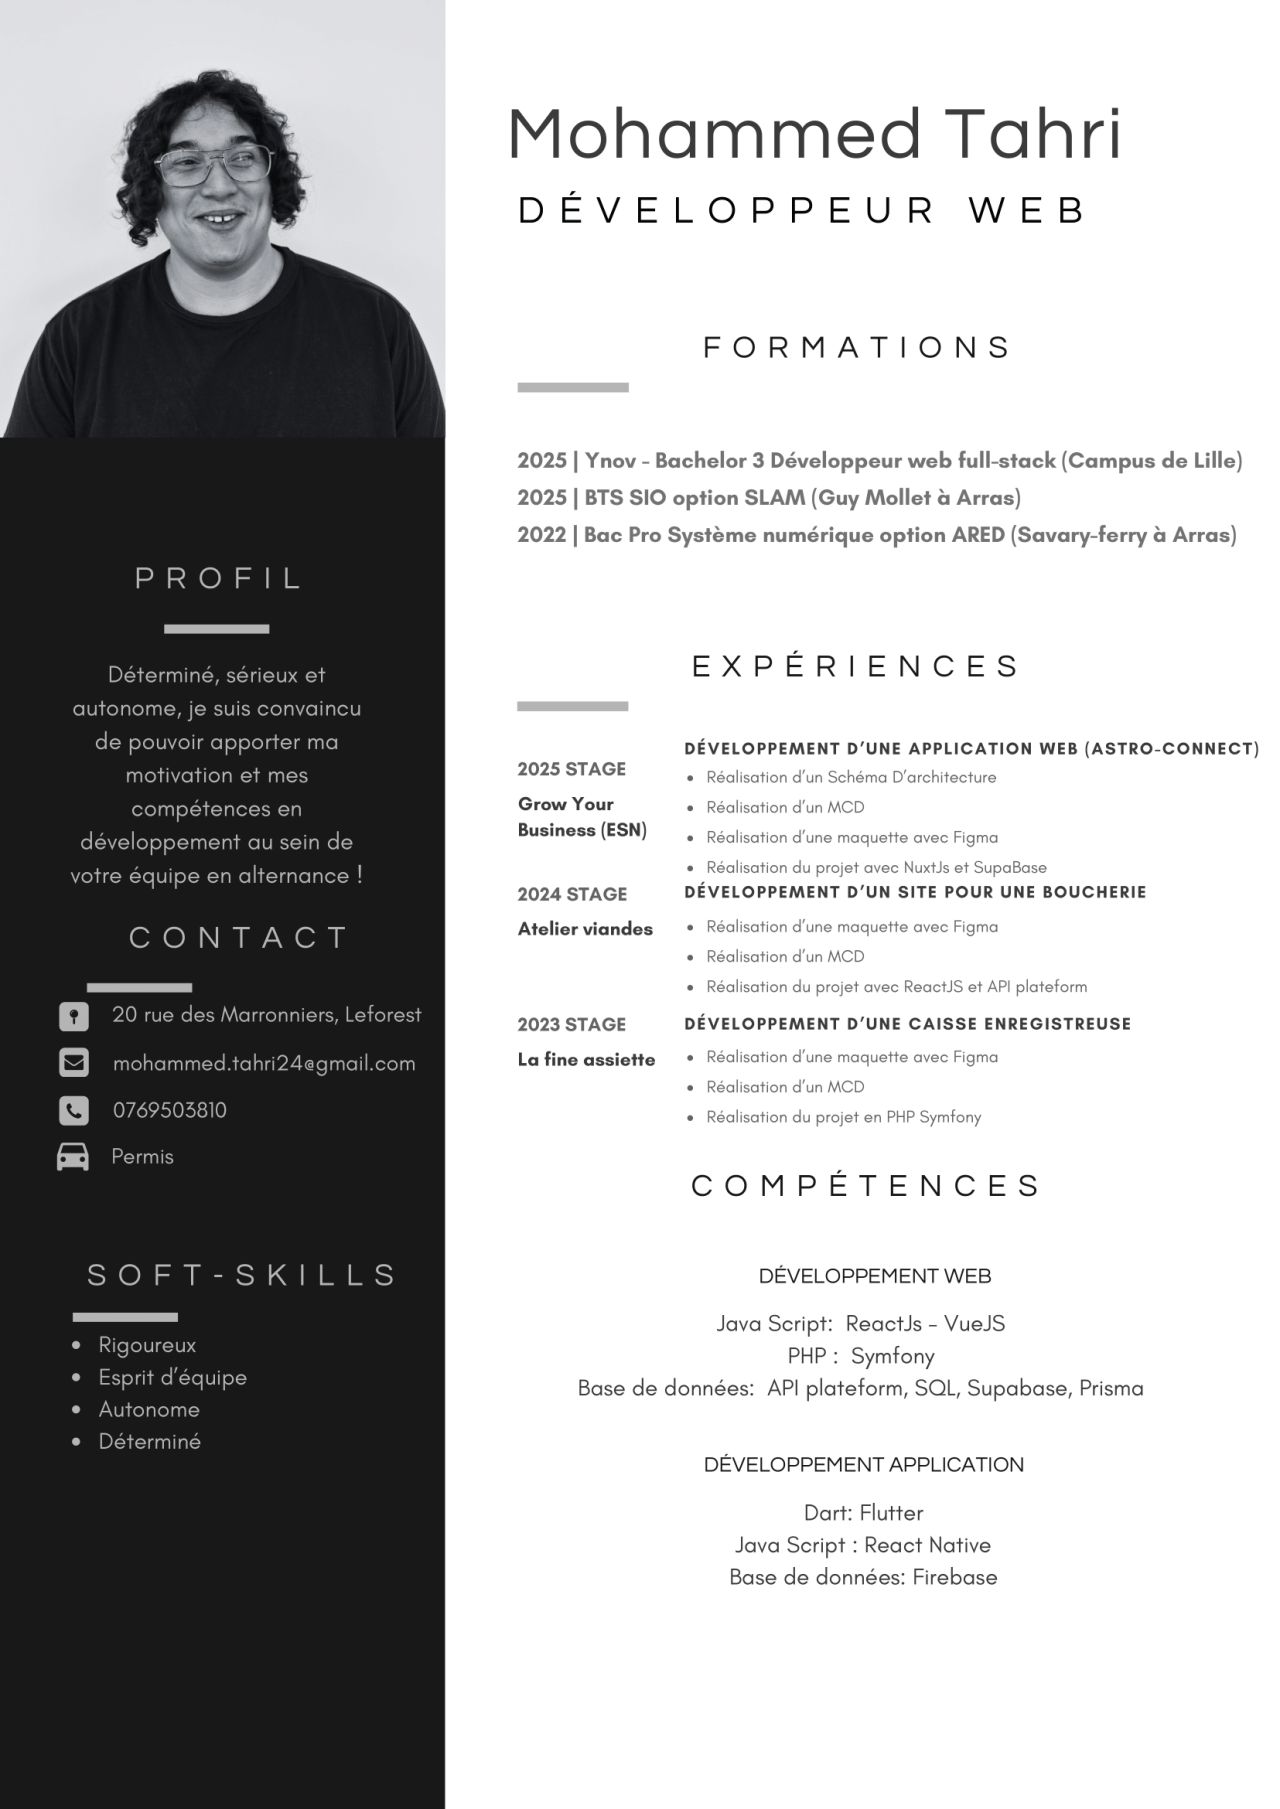 Mohammed Tahri
DÉVELOPPEUR WEB
FORMATIONS
2025 | Ynov - Bachelor 3 Développeur web full-stack (Campus de Lille)
2025 | BTS SIO option SLAM (Guy Mollet à Arras)
2022 | Bac Pro Système numérique option ARED (Savary-ferry à Arras)
PROFIL
Déterminé, sérieux et
autonome, je suis convaincu
de pouvoir apporter ma
motivation et mes
compétences en
développement au sein de
votre équipe en alternance !
CONTACT
20 rue des Marronniers, Leforest
mohammed.tahri24@gmail.com
0769503810
Permis
SOFT-SKILLS
• Rigoureux
• Esprit d’équipe
• Autonome
• Déterminé
EXPÉRIENCES
2025 STAGE
Grow Your
Business (ESN)
DÉVELOPPEMENT D’UNE APPLICATION WEB (ASTRO-CONNECT)
• Réalisation d’un Schéma D’architecture
• Réalisation d’un MCD
• Réalisation d’une maquette avec Figma
• Réalisation du projet avec NuxtJs et SupaBase
2024 STAGE
Atelier viandes
DÉVELOPPEMENT D’UN SITE POUR UNE BOUCHERIE
• Réalisation d’une maquette avec Figma
• Réalisation d’un MCD
• Réalisation du projet avec ReactJS et API plateform
2023 STAGE
La fine assiette
DÉVELOPPEMENT D’UNE CAISSE ENREGISTREUSE
• Réalisation d’une maquette avec Figma
• Réalisation d’un MCD
• Réalisation du projet en PHP Symfony
COMPÉTENCES
DÉVELOPPEMENT WEB
Java Script: ReactJs - VueJS
PHP : Symfony
Base de données: API plateform, SQL, Supabase, Prisma
DÉVELOPPEMENT APPLICATION
Dart: Flutter
Java Script : React Native
Base de données: Firebase